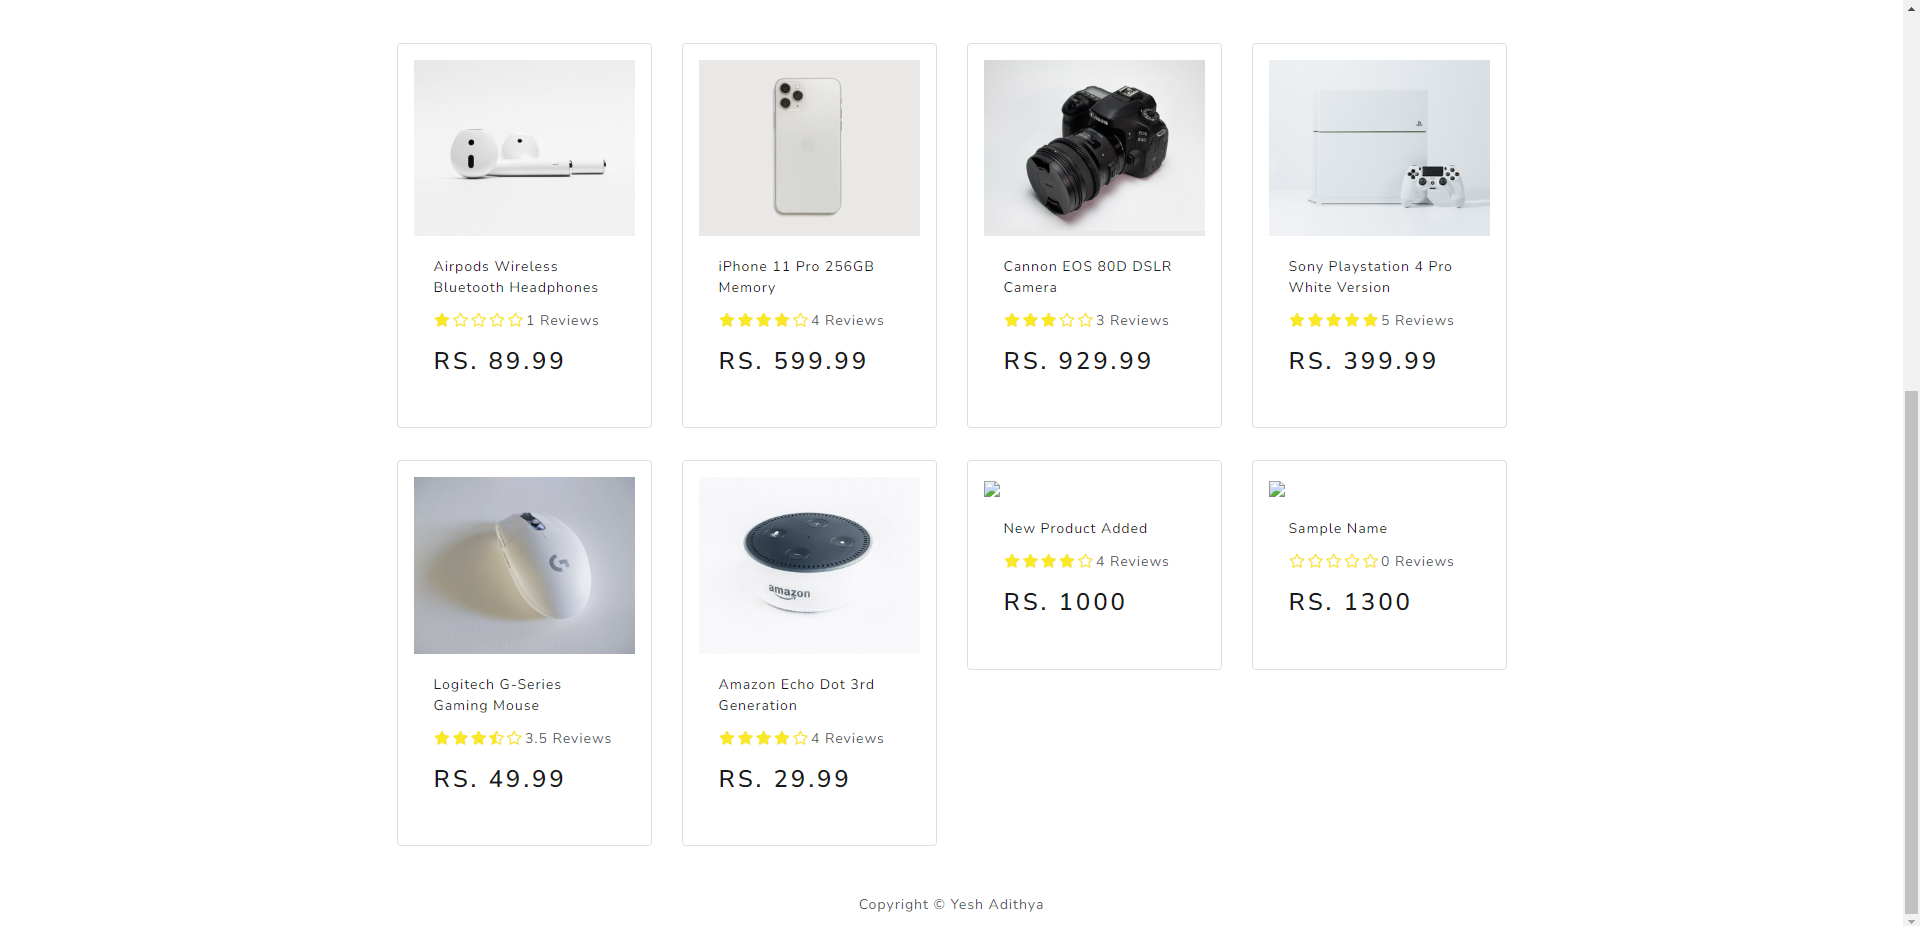 Airpods Wireless
Bluetooth Headphones
1 Reviews
RS. 89.99
iPhone 11 Pro 256GB
Memory
4 Reviews
RS. 599.99
Cannon EOS 80D DSLR
Camera
3 Reviews
RS. 929.99
Sony Playstation 4 Pro
White Version
5 Reviews
RS. 399.99
Logitech G-Series
Gaming Mouse
3.5 Reviews
RS. 49.99
amazon
Amazon Echo Dot 3rd
Generation
4 Reviews
RS. 29.99
New Product Added
4 Reviews
RS. 1000
Sample Name
0 Reviews
RS. 1300
Copyright © Yesh Adithya